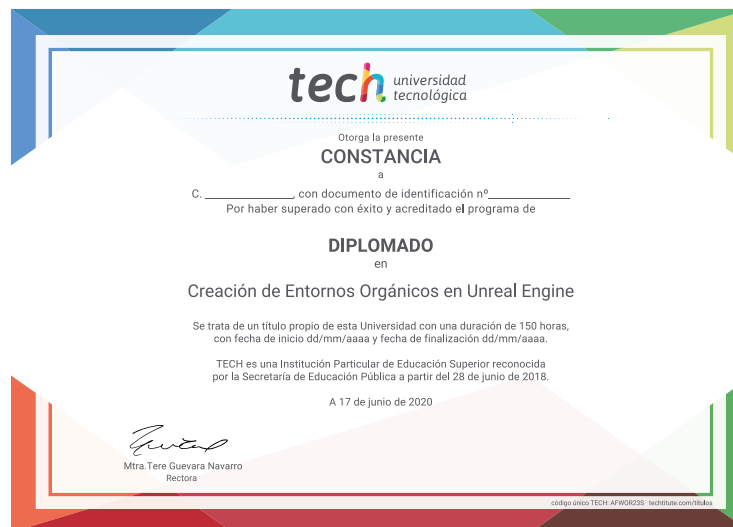 tech universidad
tecnológica
Otorga la presente
CONSTANCIA
a
C. ______________, con documento de identificación nº_____________
Por haber superado con éxito y acreditado el programa de
DIPLOMADO
en
Creación de Entornos Orgánicos en Unreal Engine
Se trata de un título propio de esta Universidad con una duración de 150 horas,
con fecha de inicio dd/mm/aaaa y fecha de finalización dd/mm/aaaa.
TECH es una Institución Particular de Educación Superior reconocida
por la Secretaría de Educación Pública a partir del 28 de junio de 2018.
A 17 de junio de 2020
Mtra.Tere Guevara Navarro
Rectora
código único TECH: AFWOR23S techtitute.com/titulos